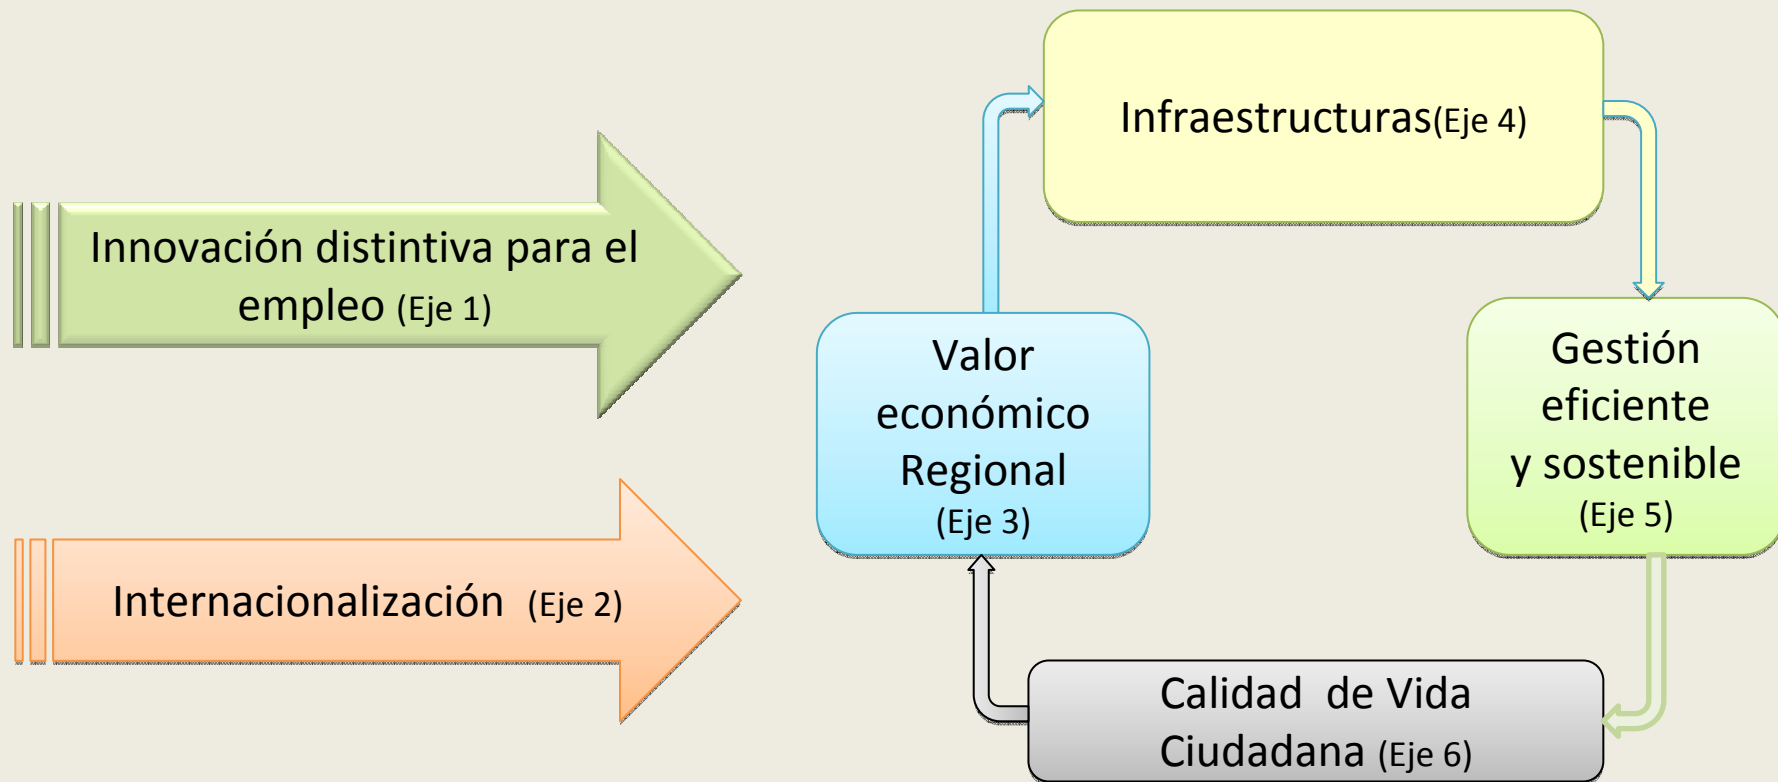 Innovación distintiva para el
empleo (Eje 1)
Internacionalización (Eje 2)
Infraestructuras(Eje 4)
Valor
económico
Regional
(Eje 3)
Gestión
eficiente
y sostenible
(Eje 5)
Calidad de Vida
Ciudadana (Eje 6)